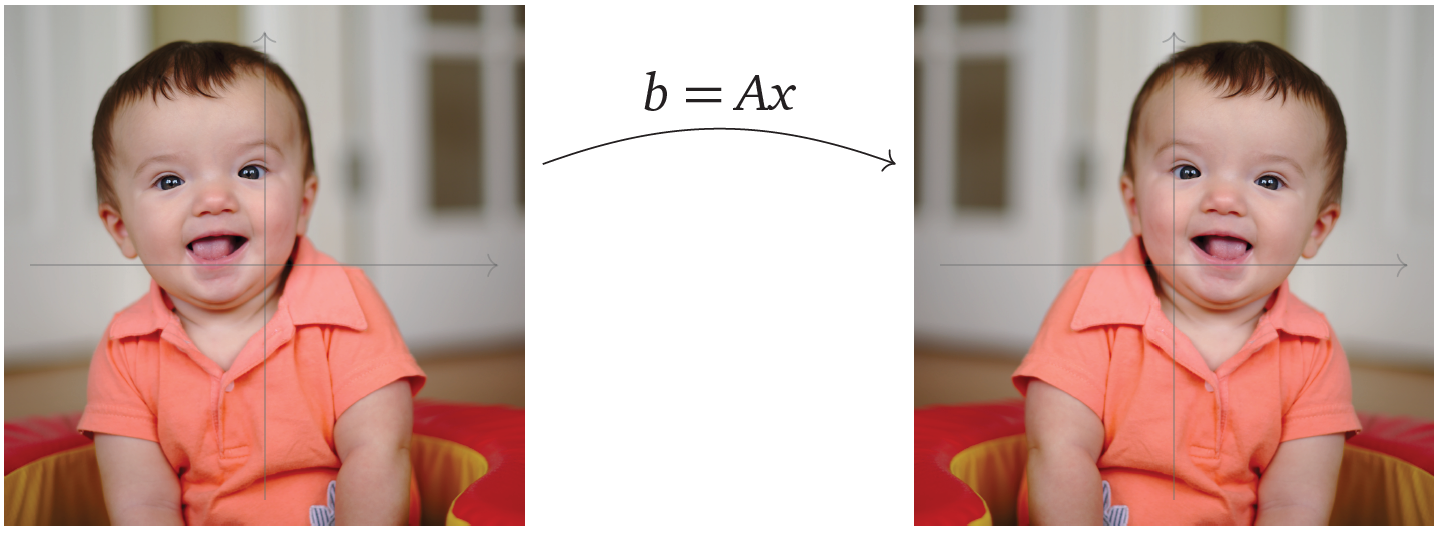 b = Ax